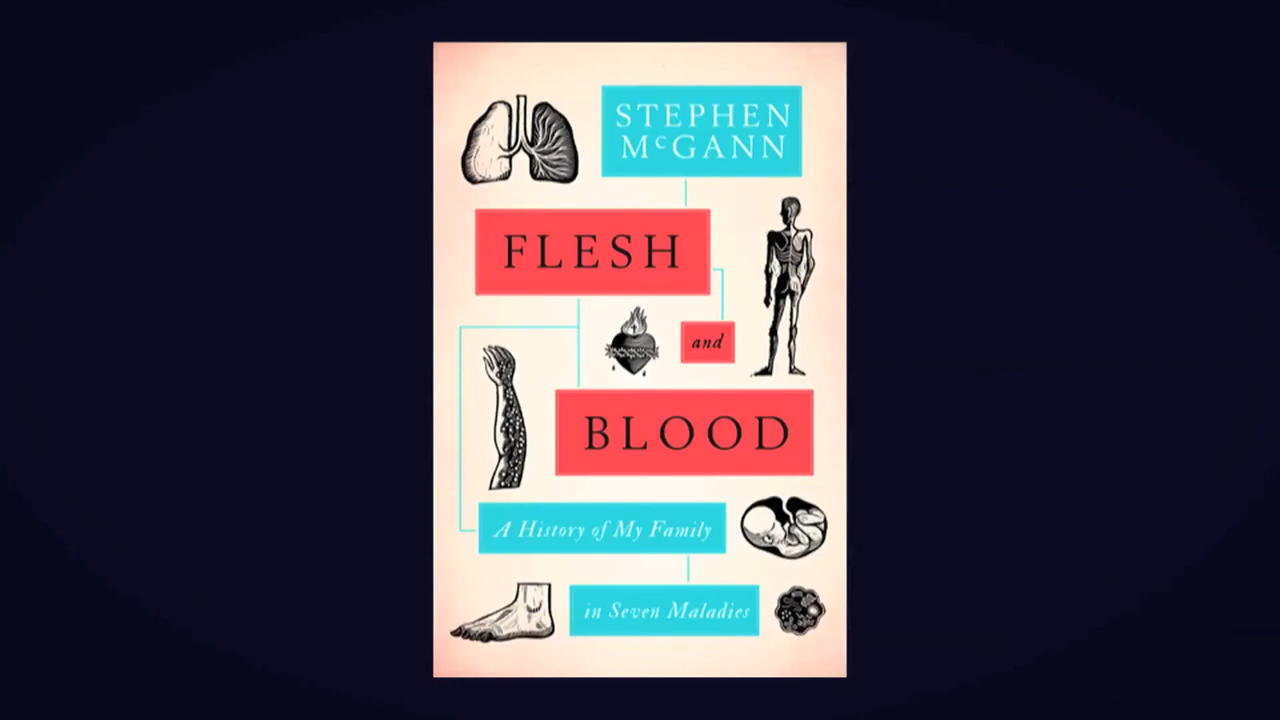 STEPHEN
McGANN
FLESH
and
BLOOD
A History of My Family
in Seven Maladies